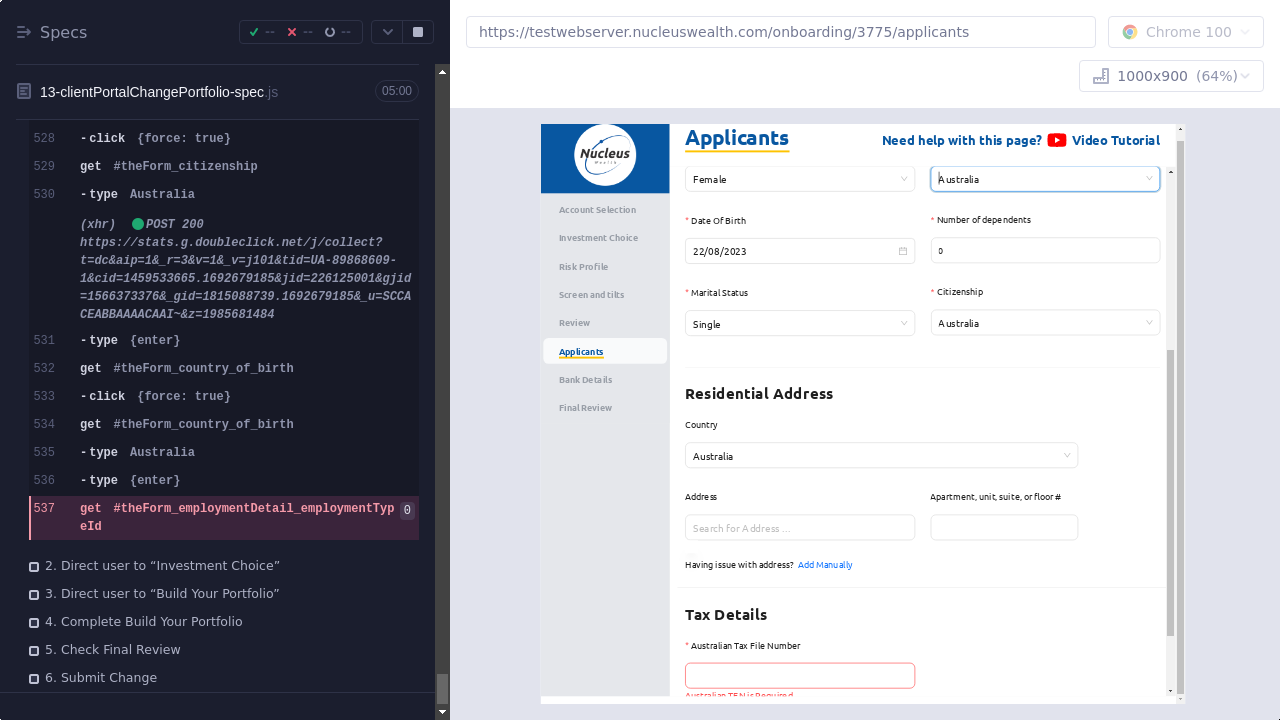 Specs
--
--
--
https://testwebserver.nucleuswealth.com/onboarding/3775/applicants
Chrome 100
1000x900 (64%)
13-clientPortalChangePortfolio-spec.js
05:00
528 -click {force: true}
529 get #theForm_citizenship
530 -type Australia
(xhr) POST 200
https://stats.g.doubleclick.net/j/collect?
t=dc&aip=1&_r=3&v=1&_v=j101&tid=UA-89868609-
1&cid=1459533665.1692679185&jid=226125001&gjid
=1566373376&_gid=1815088739.1692679185&_u=SCCA
CEABBAAAACAAI~&z=1985681484
531 -type {enter}
532 get #theForm_country_of_birth
533 -click {force: true}
534 get #theForm_country_of_birth
535 -type Australia
536 -type {enter}
537 get #theForm_employmentDetail_employmentTyp
eId
0
2. Direct user to “Investment Choice”
3. Direct user to “Build Your Portfolio”
4. Complete Build Your Portfolio
5. Check Final Review
6. Submit Change
Nucleus
Wealth
Account Selection
Investment Choice
Risk Profile
Screen and tilts
Review
Applicants
Bank Details
Final Review
Applicants
Need help with this page? Video Tutorial
Female
Australia
* Date Of Birth
* Number of dependents
22/08/2023
0
* Marital Status
* Citizenship
Single
Australia
Residential Address
Country
Australia
Address
Apartment, unit, suite, or floor #
Search for Address ...
Having issue with address? Add Manually
Tax Details
* Australian Tax File Number
Australian TFN is Required